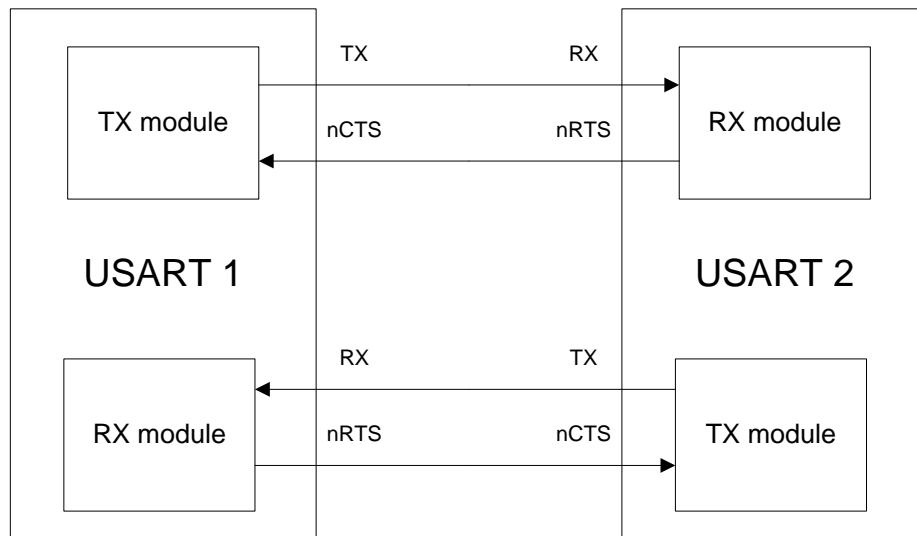 TX RX
TX module RX module
nCTS nRTS
USART 1 USART 2
RX TX
RX module TX module
nRTS nCTS